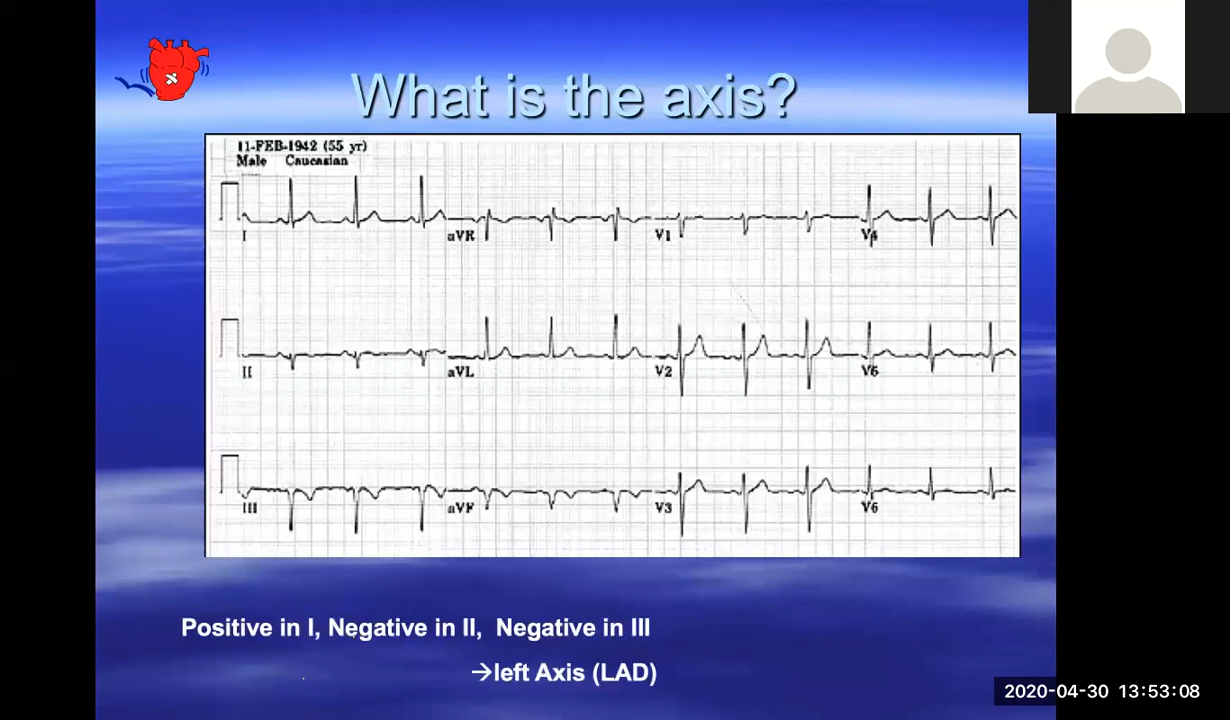 What is the axis?
11-FEB-1942 (55 yr)
Male Caucasian
I aVR V1 V4
II aVL V2 V5
III aVF V3 V6
Positive in I, Negative in II, Negative in III
→left Axis (LAD)
2020-04-30 13:53:08